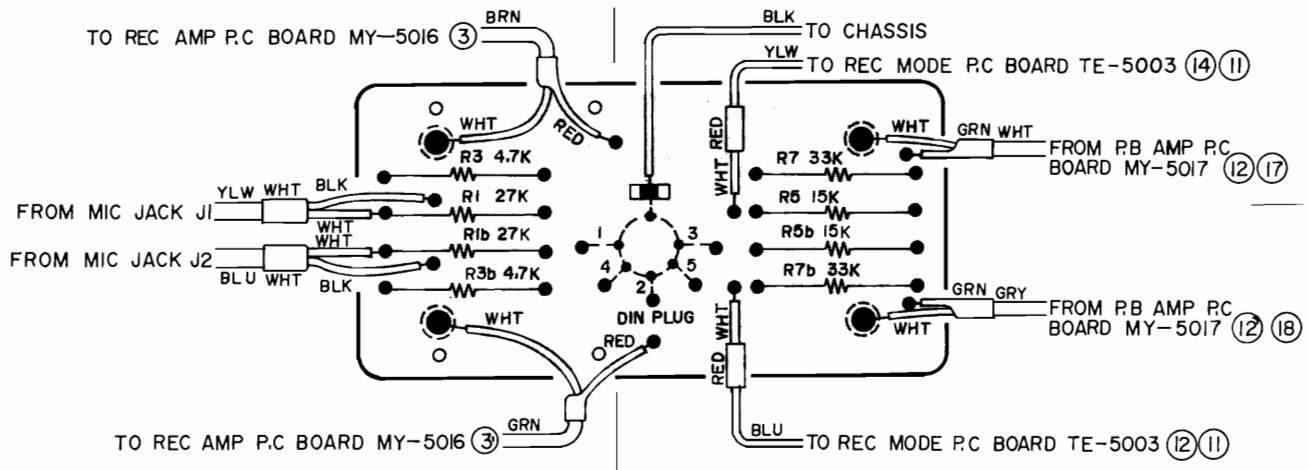 BRN
TO REC AMP P.C BOARD MY-5016 ③
BLK
TO CHASSIS
YLW
TO REC MODE P.C BOARD TE-5003 ⑭ ⑪
WHT
RED
RED
WHT
WHT
GRN WHT
FROM P.B AMP P.C
BOARD MY-5017 ⑫ ⑰
R3 4.7K
R7 33K
YLW WHT BLK
FROM MIC JACK J1
R1 27K
R5 15K
WHT
WHT
R1b 27K
R5b 15K
FROM MIC JACK J2
BLU WHT
BLK
R3b 4.7K
R7b 33K
1
3
4
5
2
DIN PLUG
WHT
RED
WHT
RED
GRN GRY
FROM P.B AMP P.C
BOARD MY-5017 ⑫ ⑱
WHT
GRN
TO REC AMP P.C BOARD MY-5016 ③
BLU
TO REC MODE P.C BOARD TE-5003 ⑫ ⑪